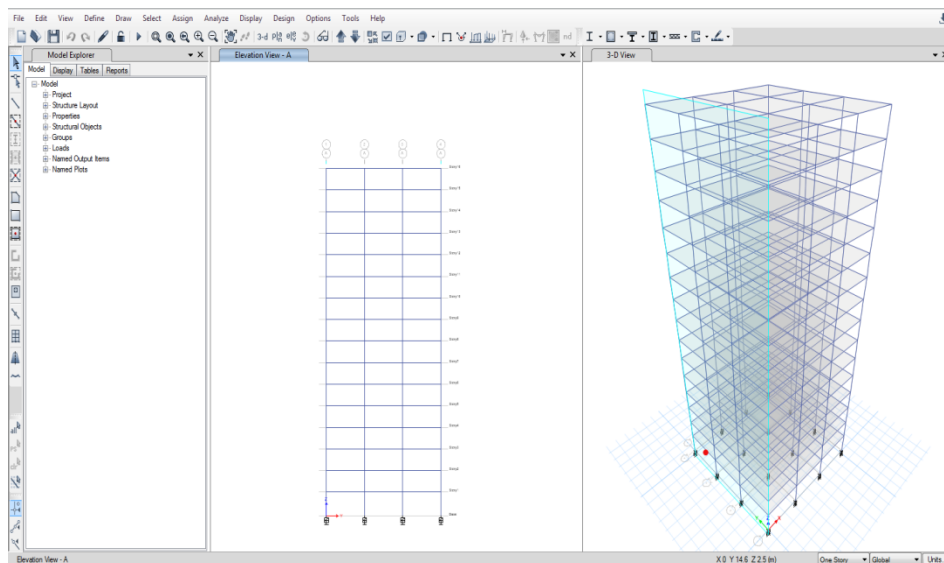 File Edit View Define Draw Select Assign Analyze Display Design Options Tools Help
3-d
nd
Model Explorer
Model Display Tables Reports
Model
Project
Structure Layout
Properties
Structural Objects
Groups
Loads
Named Output Items
Named Plots
Elevation View - A
3-D View
Elevation View - A
X 0 Y 14.6 Z 2.5 (m)
One Story
Global
Units